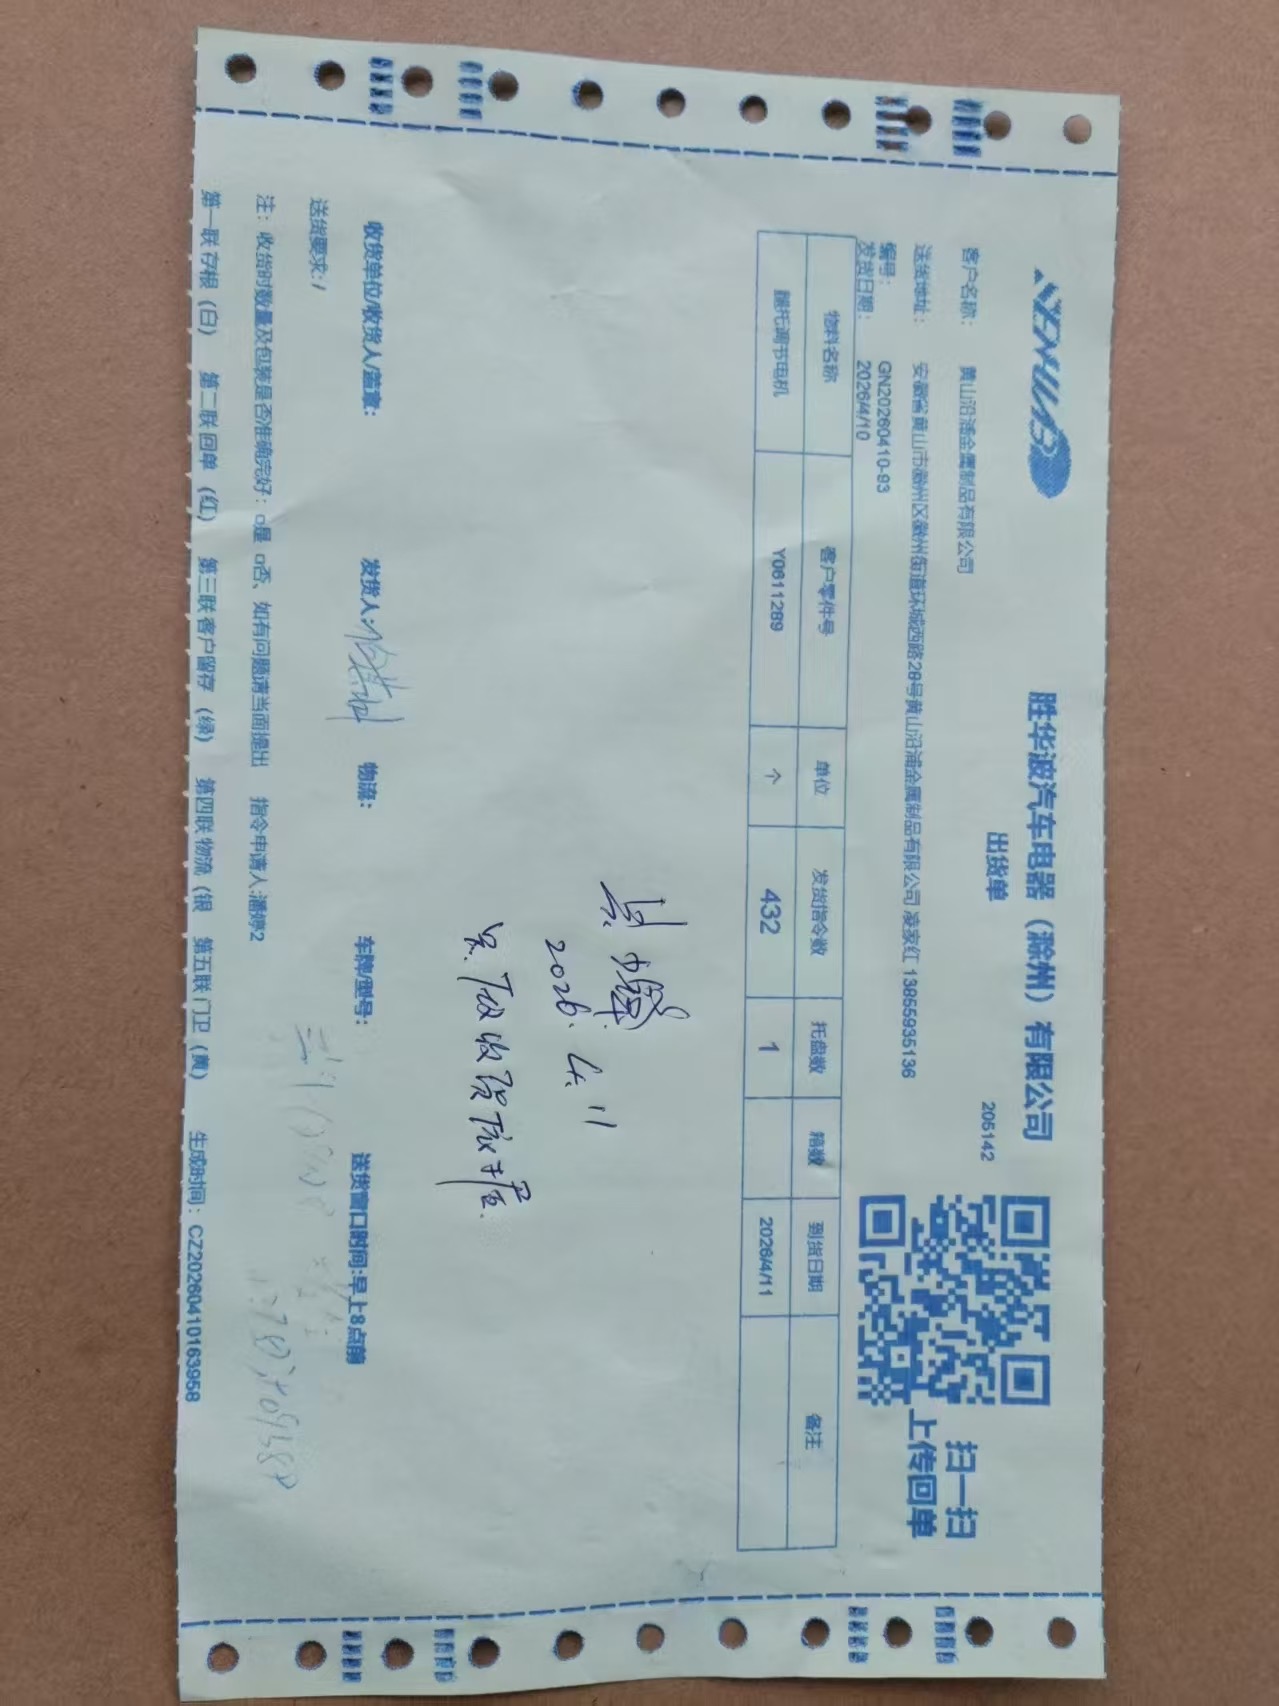 SENHUB
胜华波汽车电器（滁州）有限公司
出货单
205142
扫一扫
上传回单
客户名称： 黄山沿浦金属制品有限公司
送货地址： 安徽省黄山市徽州区徽州街道环城西路28号黄山沿浦金属制品有限公司 凌家红 13855935136
编号： GN20260410-93
发货日期： 2026/4/10
物料名称 客户零件号 单位 发货指令数 托盘数 箱数 到货日期 备注
腿托调节电机 Y0611289 个 432 1 2026/4/11
2026.4.11
收货单位/收货人/盖章： 发货人： 物流： 车牌/型号： 送货窗口时间:早上8点前
送货要求:/
注：收货时数量及包装是否准确完好：o是 o否、如有问题请当面提出 指令申请人:潘婷2
第一联存根（白） 第二联回单（红） 第三联客户留存（绿） 第四联物流（银 第五联门卫（黄） 生成时间：CZ20260410163958